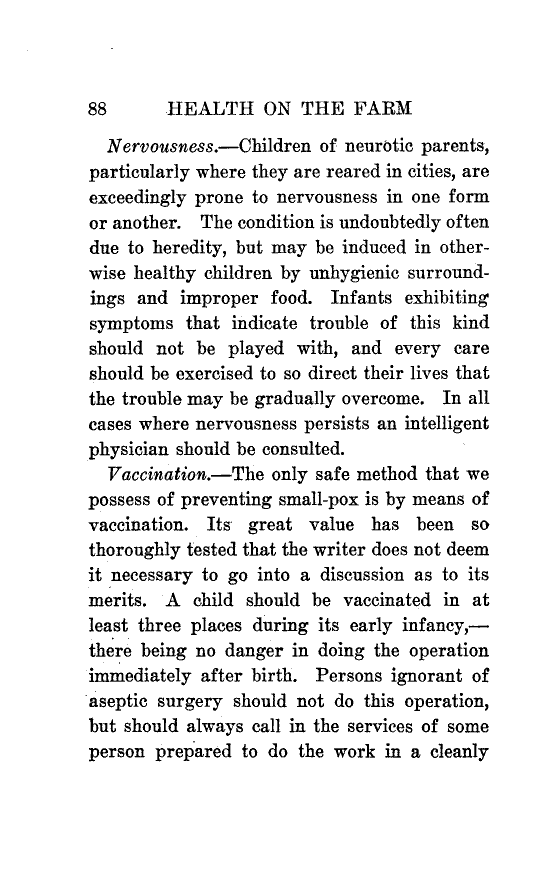 88 HEALTH ON THE FARM
Nervousness.—Children of neurotic parents,
particularly where they are reared in cities, are
exceedingly prone to nervousness in one form
or another. The condition is undoubtedly often
due to heredity, but may be induced in other-
wise healthy children by unhygienic surround-
ings and improper food. Infants exhibiting
symptoms that indicate trouble of this kind
should not be played with, and every care
should be exercised to so direct their lives that
the trouble may be gradually overcome. In all
cases where nervousness persists an intelligent
physician should be consulted.
Vaccination.—The only safe method that we
possess of preventing small-pox is by means of
vaccination. Its great value has been so
thoroughly tested that the writer does not deem
it necessary to go into a discussion as to its
merits. A child should be vaccinated in at
least three places during its early infancy,—
there being no danger in doing the operation
immediately after birth. Persons ignorant of
aseptic surgery should not do this operation,
but should always call in the services of some
person prepared to do the work in a cleanly